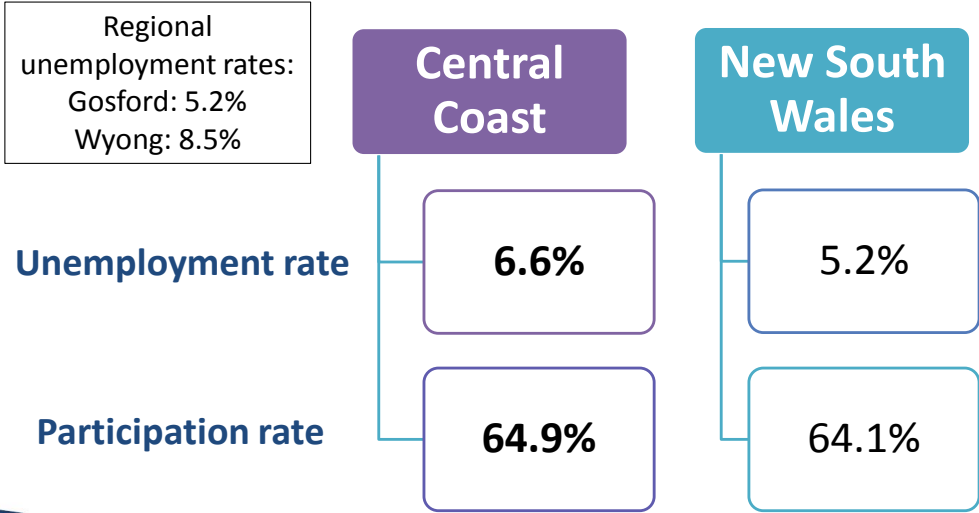 Regional
unemployment rates:
Gosford: 5.2%
Wyong: 8.5%
Central
Coast
New South
Wales
Unemployment rate
6.6%
5.2%
Participation rate
64.9%
64.1%